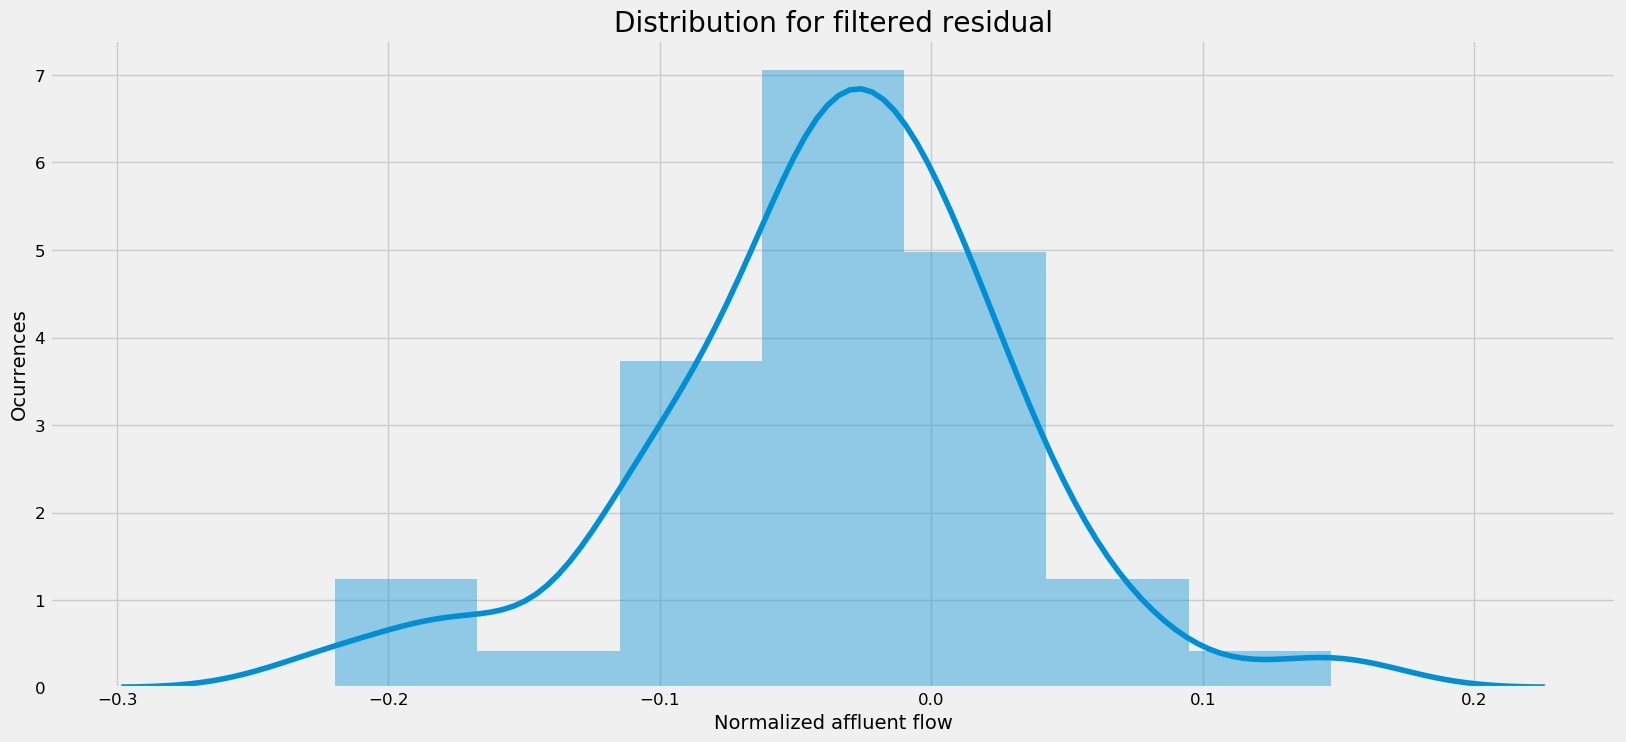 Distribution for filtered residual
7
6
5
4
3
2
1
0
Ocurrences
−0.3 −0.2 −0.1 0.0 0.1 0.2
Normalized affluent flow